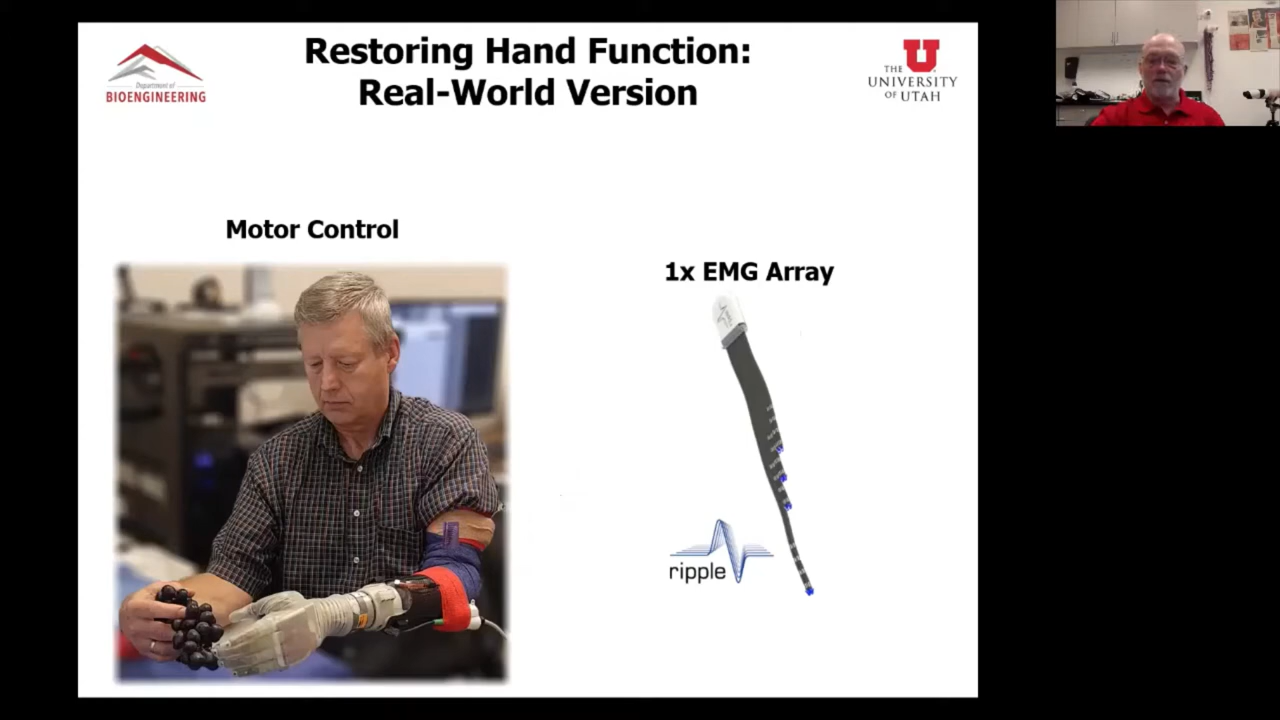 Restoring Hand Function:
Real-World Version
Department of
BIOENGINEERING
THE
UNIVERSITY
OF UTAH
Motor Control
1x EMG Array
ripple